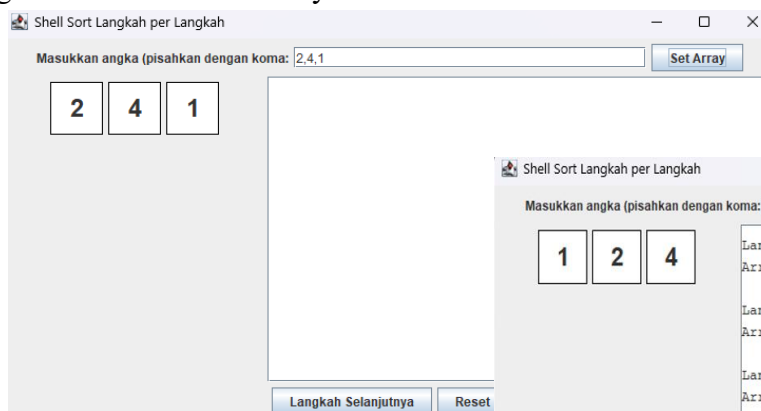 Shell Sort Langkah per Langkah
Masukkan angka (pisahkan dengan koma: 2,4,1 Set Array
2 4 1
Shell Sort Langkah per Langkah
Masukkan angka (pisahkan dengan koma:
1 2 4
Langkah Selanjutnya Reset